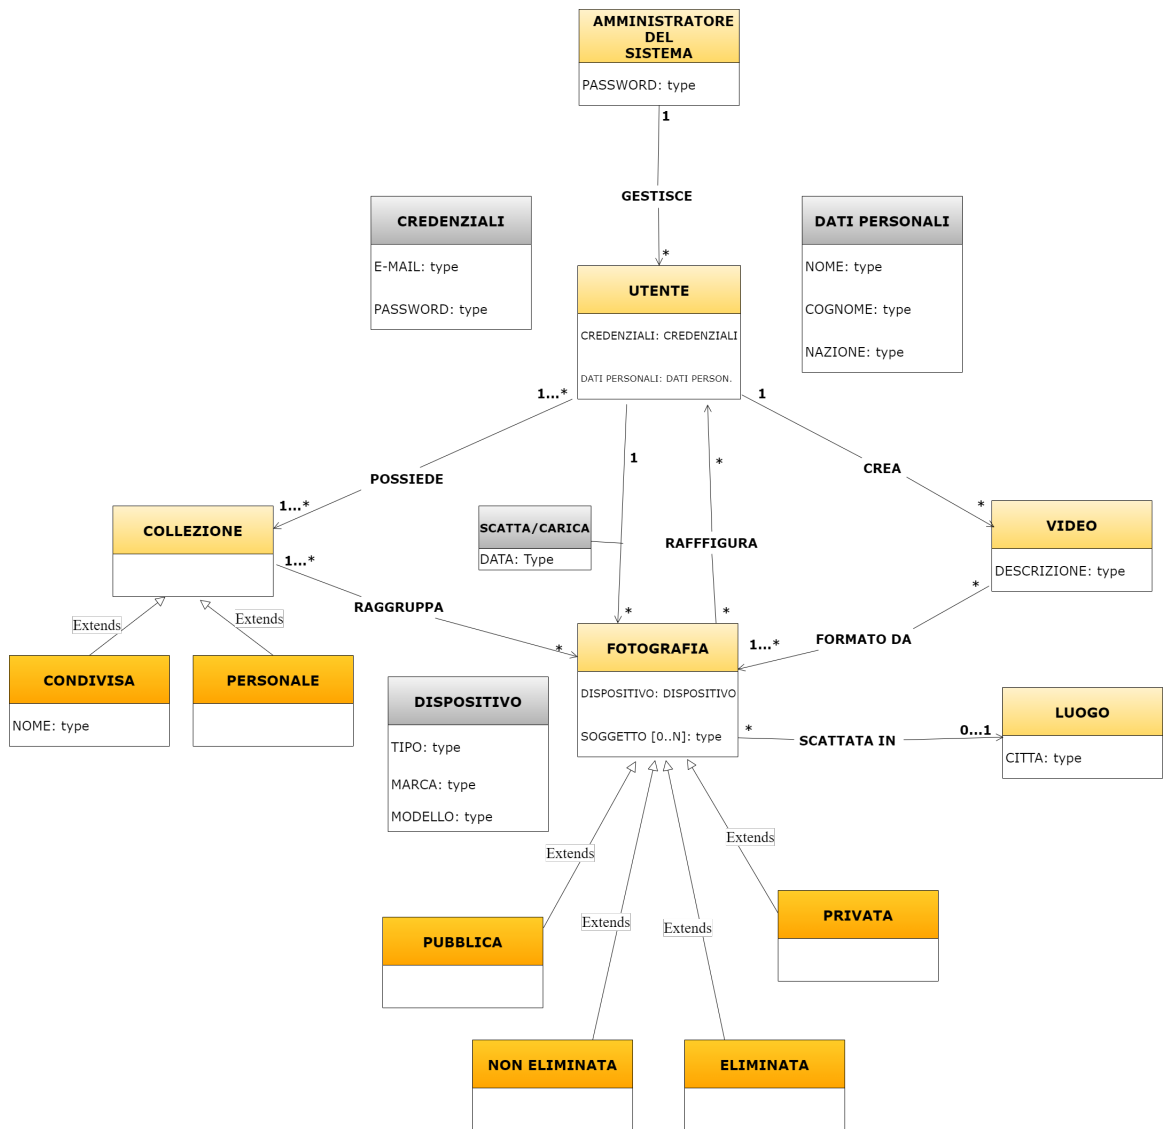 AMMINISTRATORE
DEL
SISTEMA
PASSWORD: type
1
GESTISCE
*
CREDENZIALI
E-MAIL: type
PASSWORD: type
DATI PERSONALI
NOME: type
COGNOME: type
NAZIONE: type
UTENTE
CREDENZIALI: CREDENZIALI
DATI PERSONALI: DATI PERSON.
1...*
POSSIEDE
1...*
1
*
1
CREA
*
COLLEZIONE
1...*
RAGGRUPPA
*
SCATTA/CARICA
DATA: Type
RAFFFIGURA
*
*
VIDEO
DESCRIZIONE: type
*
FORMATO DA
1...*
Extends
Extends
CONDIVISA
NOME: type
PERSONALE
FOTOGRAFIA
DISPOSITIVO: DISPOSITIVO
SOGGETTO [0..N]: type
DISPOSITIVO
TIPO: type
MARCA: type
MODELLO: type
*
SCATTATA IN
0...1
LUOGO
CITTA: type
Extends
Extends
Extends
Extends
PUBBLICA
PRIVATA
NON ELIMINATA
ELIMINATA